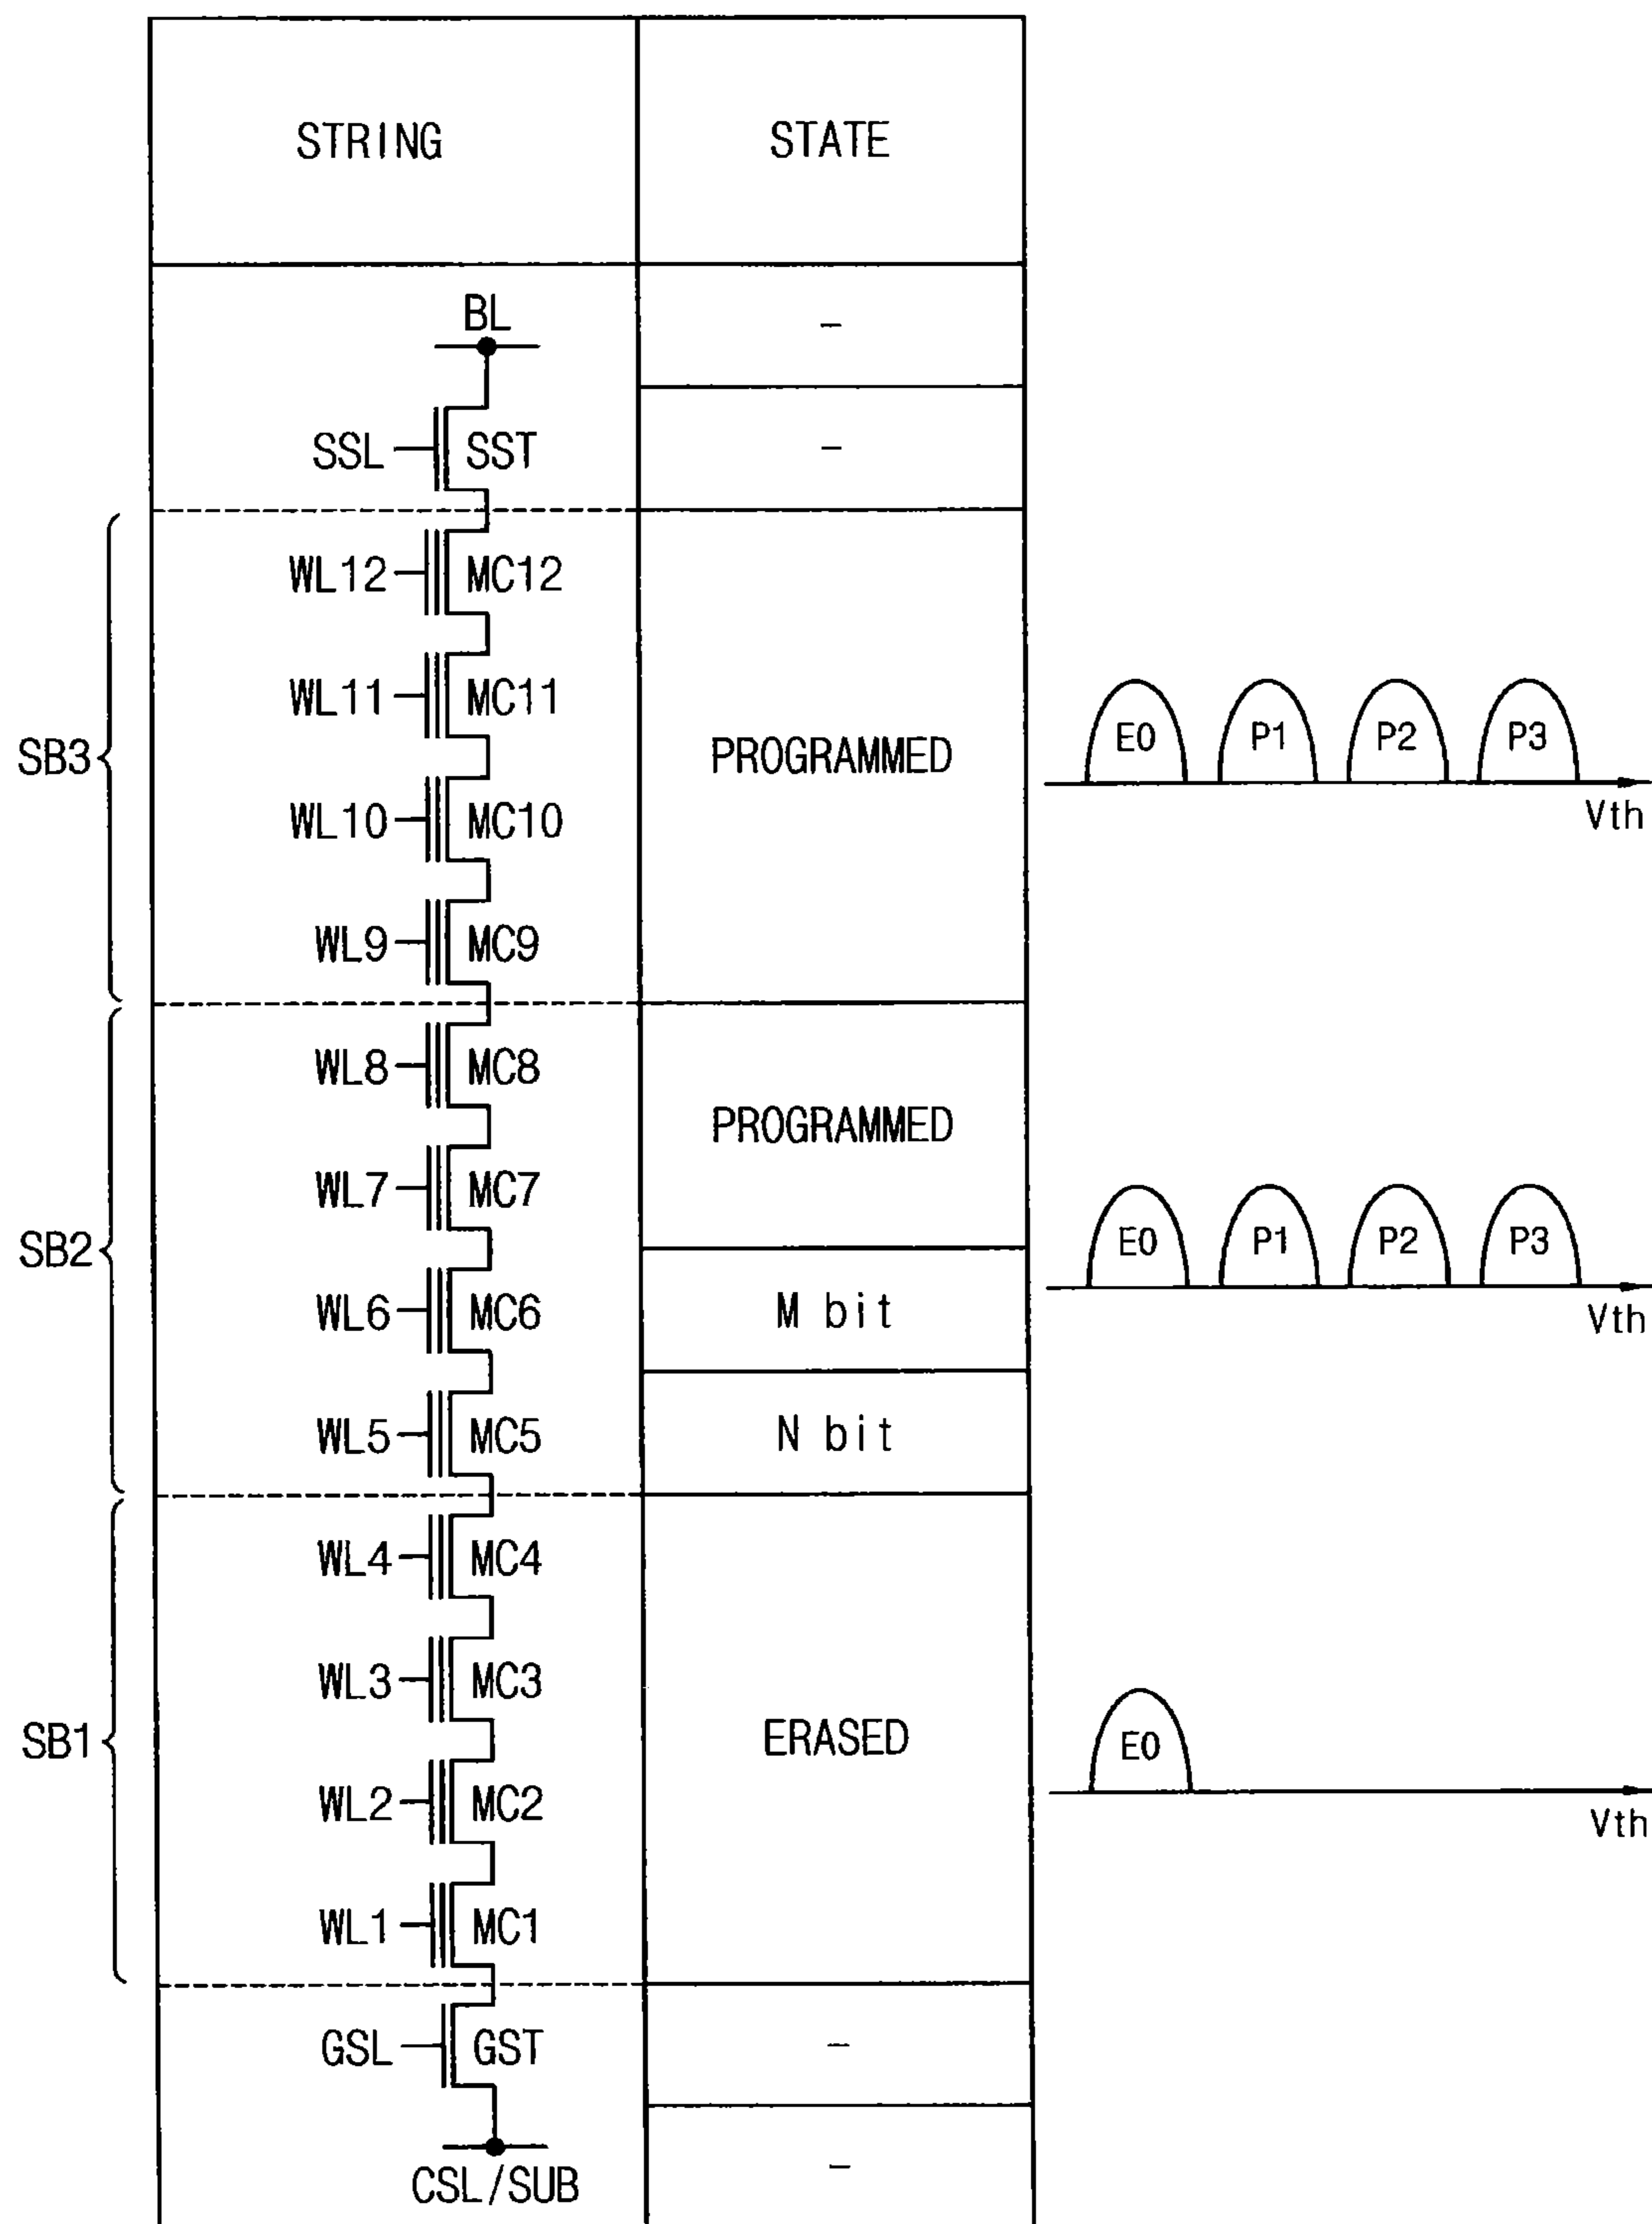 STRING STATE
BL -
SSL SST -
WL12 MC12
WL11 MC11
SB3 WL10 MC10 PROGRAMMED E0 P1 P2 P3
Vth
WL9 MC9
WL8 MC8
PROGRAMMED
WL7 MC7
SB2 E0 P1 P2 P3
WL6 MC6 M bit Vth
WL5 MC5 N bit
WL4 MC4
WL3 MC3
SB1 ERASED E0
WL2 MC2 Vth
WL1 MC1
GSL GST -
CSL/SUB -